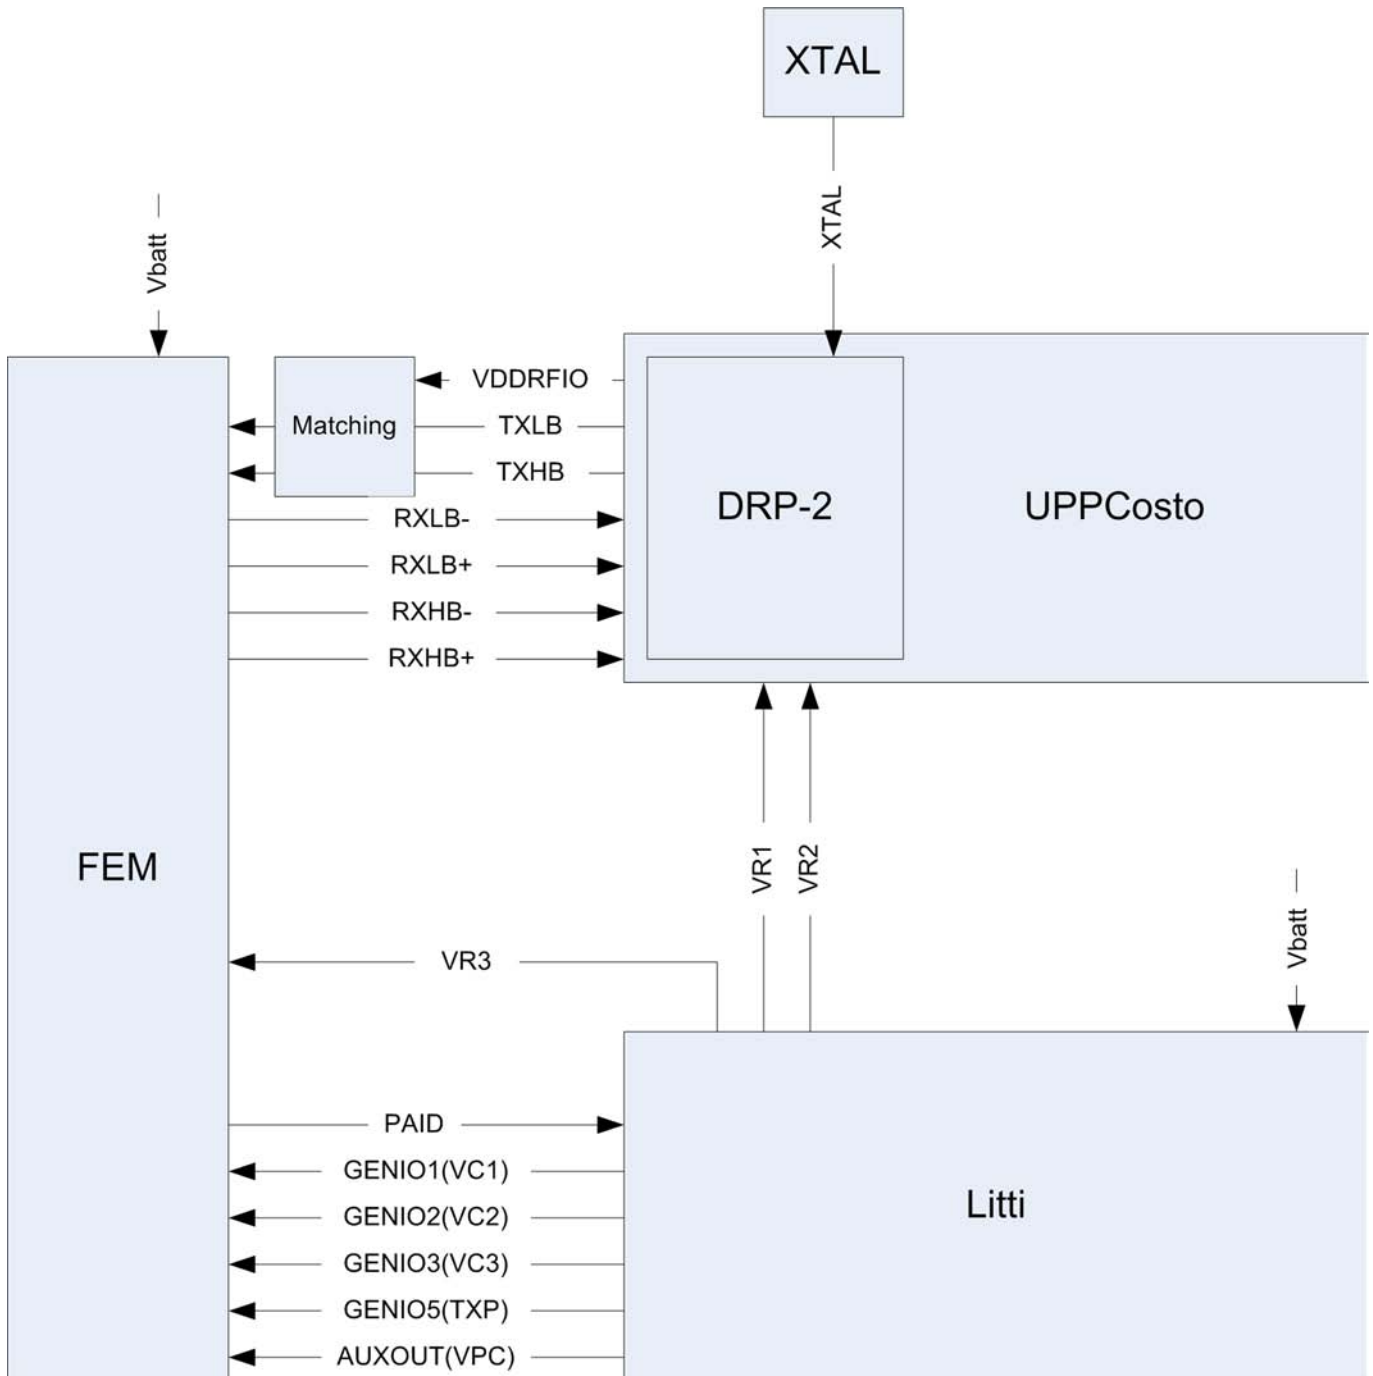 XTAL
XTAL
Vbatt
VDDRFIO
Matching
TXLB
TXHB
DRP-2
UPPCosto
RXLB-
RXLB+
RXHB-
RXHB+
FEM
VR1
VR2
Vbatt
VR3
PAID
GENIO1(VC1)
GENIO2(VC2)
Litti
GENIO3(VC3)
GENIO5(TXP)
AUXOUT(VPC)